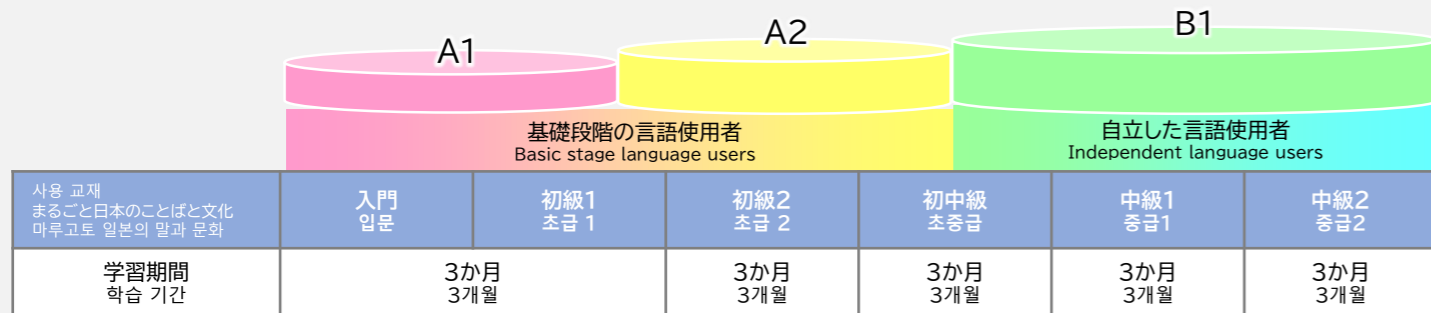 A1
A2
B1
基礎段階の言語使用者
Basic stage language users
自立した言語使用者
Independent language users
사용 교재
まるごと日本のことばと文化
마루고토 일본의 말과 문화
入門
입문
初級1
초급 1
初級2
초급 2
初中級
초중급
中級1
중급1
中級2
중급2
学習期間
학습 기간
3か月
3개월
3か月
3개월
3か月
3개월
3か月
3개월
3か月
3개월